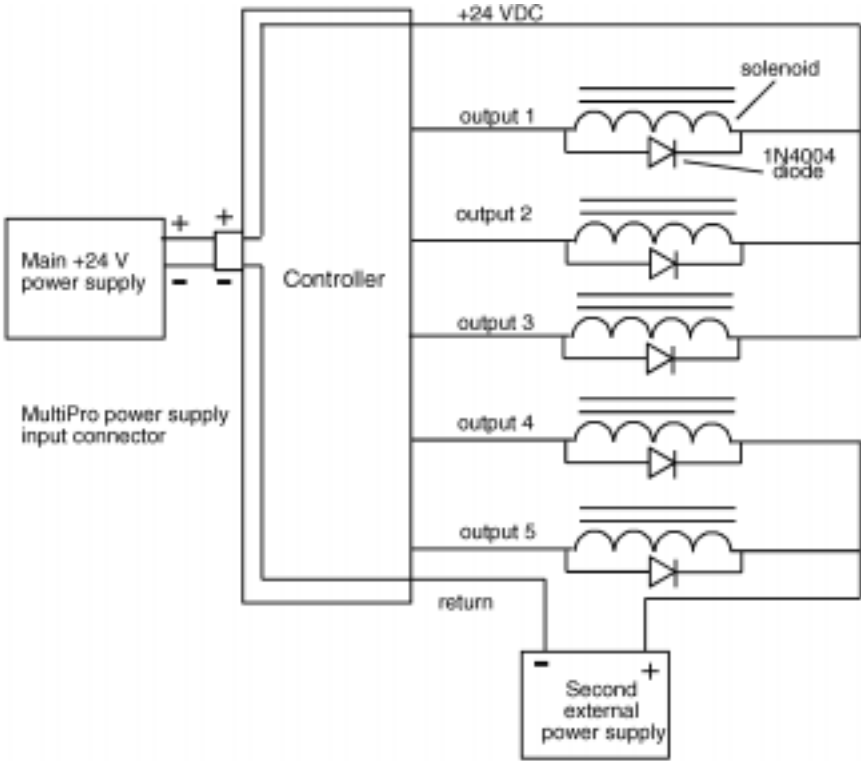 +24 VDC
solenoid
output 1
1N4004
diode
output 2
+
+
Main +24 V
power supply
-
-
Controller
output 3
MultiPro power supply
input connector
output 4
output 5
return
-
+
Second
external
power supply